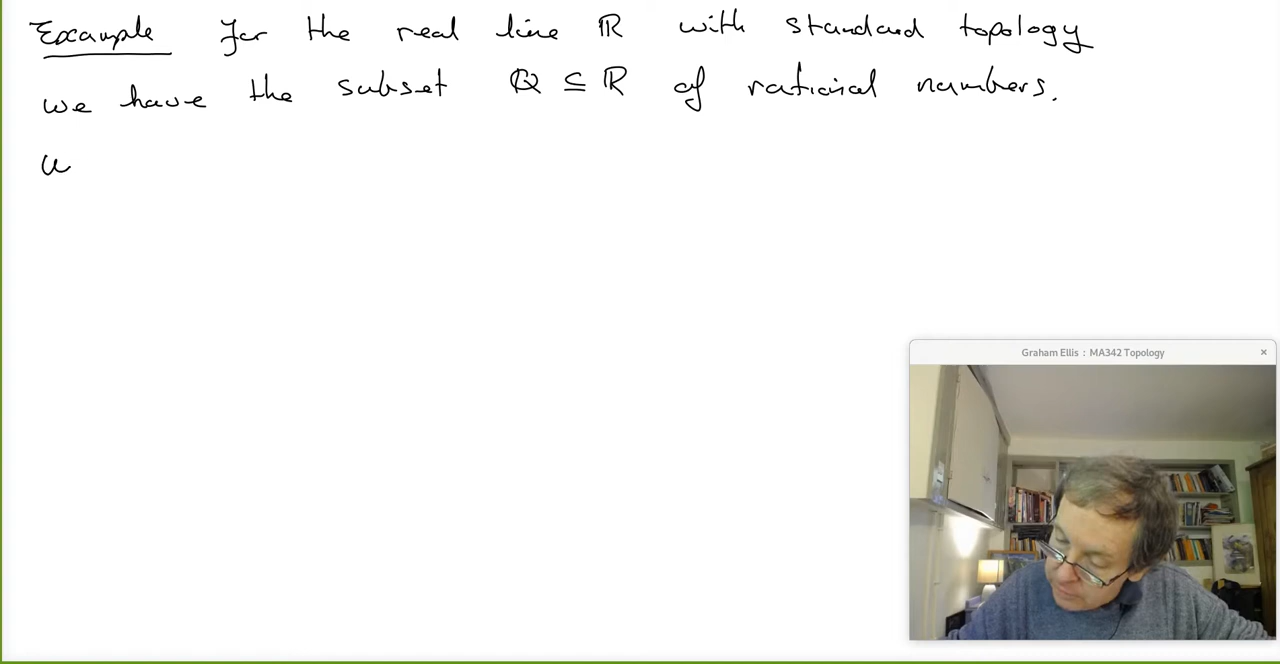 Example For the real line ℝ with standard topology
we have the subset ℚ ⊆ ℝ of rational numbers.
Graham Ellis : MA342 Topology